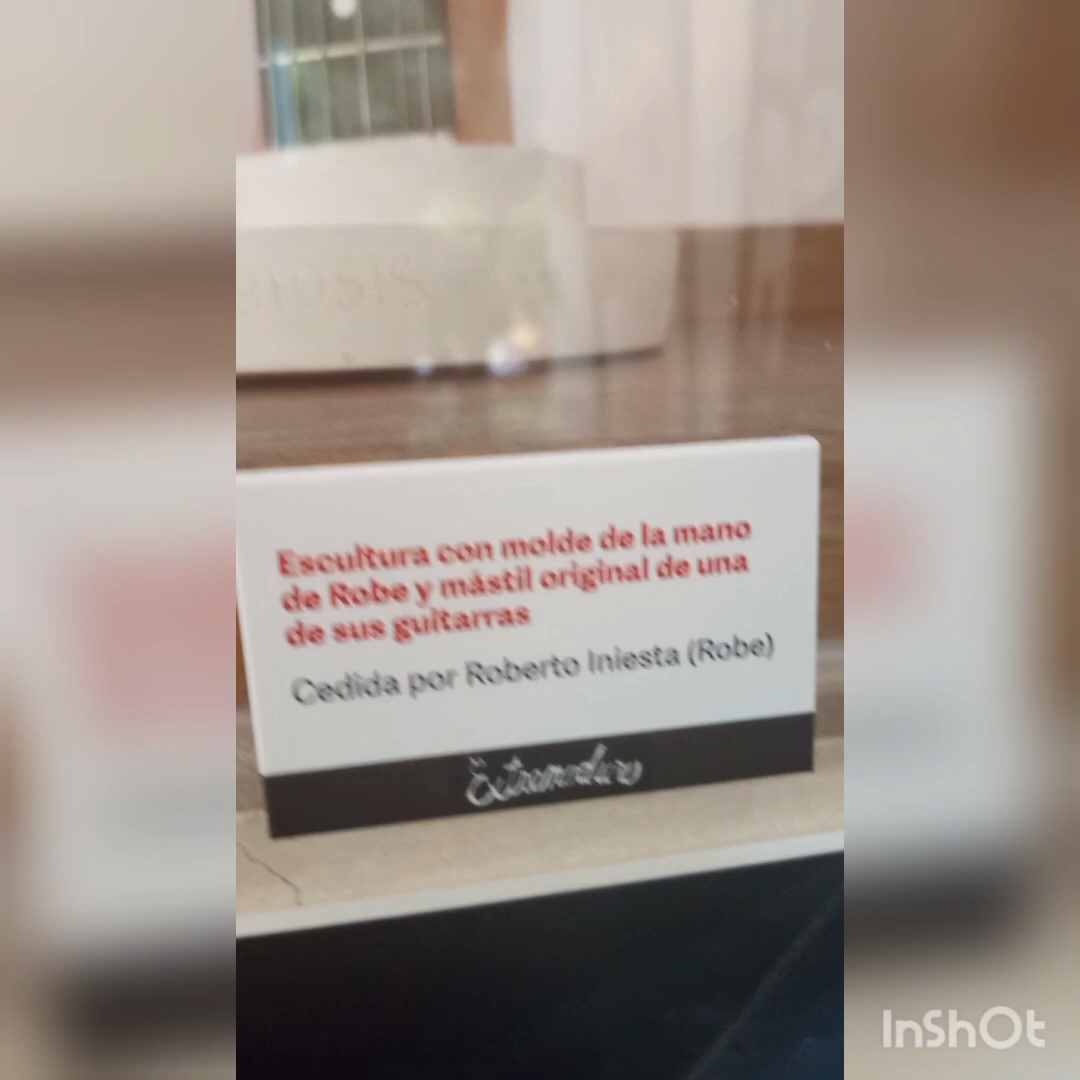 Escultura con molde de la mano
de Robe y mástil original de una
de sus guitarras
Cedida por Roberto Iniesta (Robe)
Extremadura
InShOt